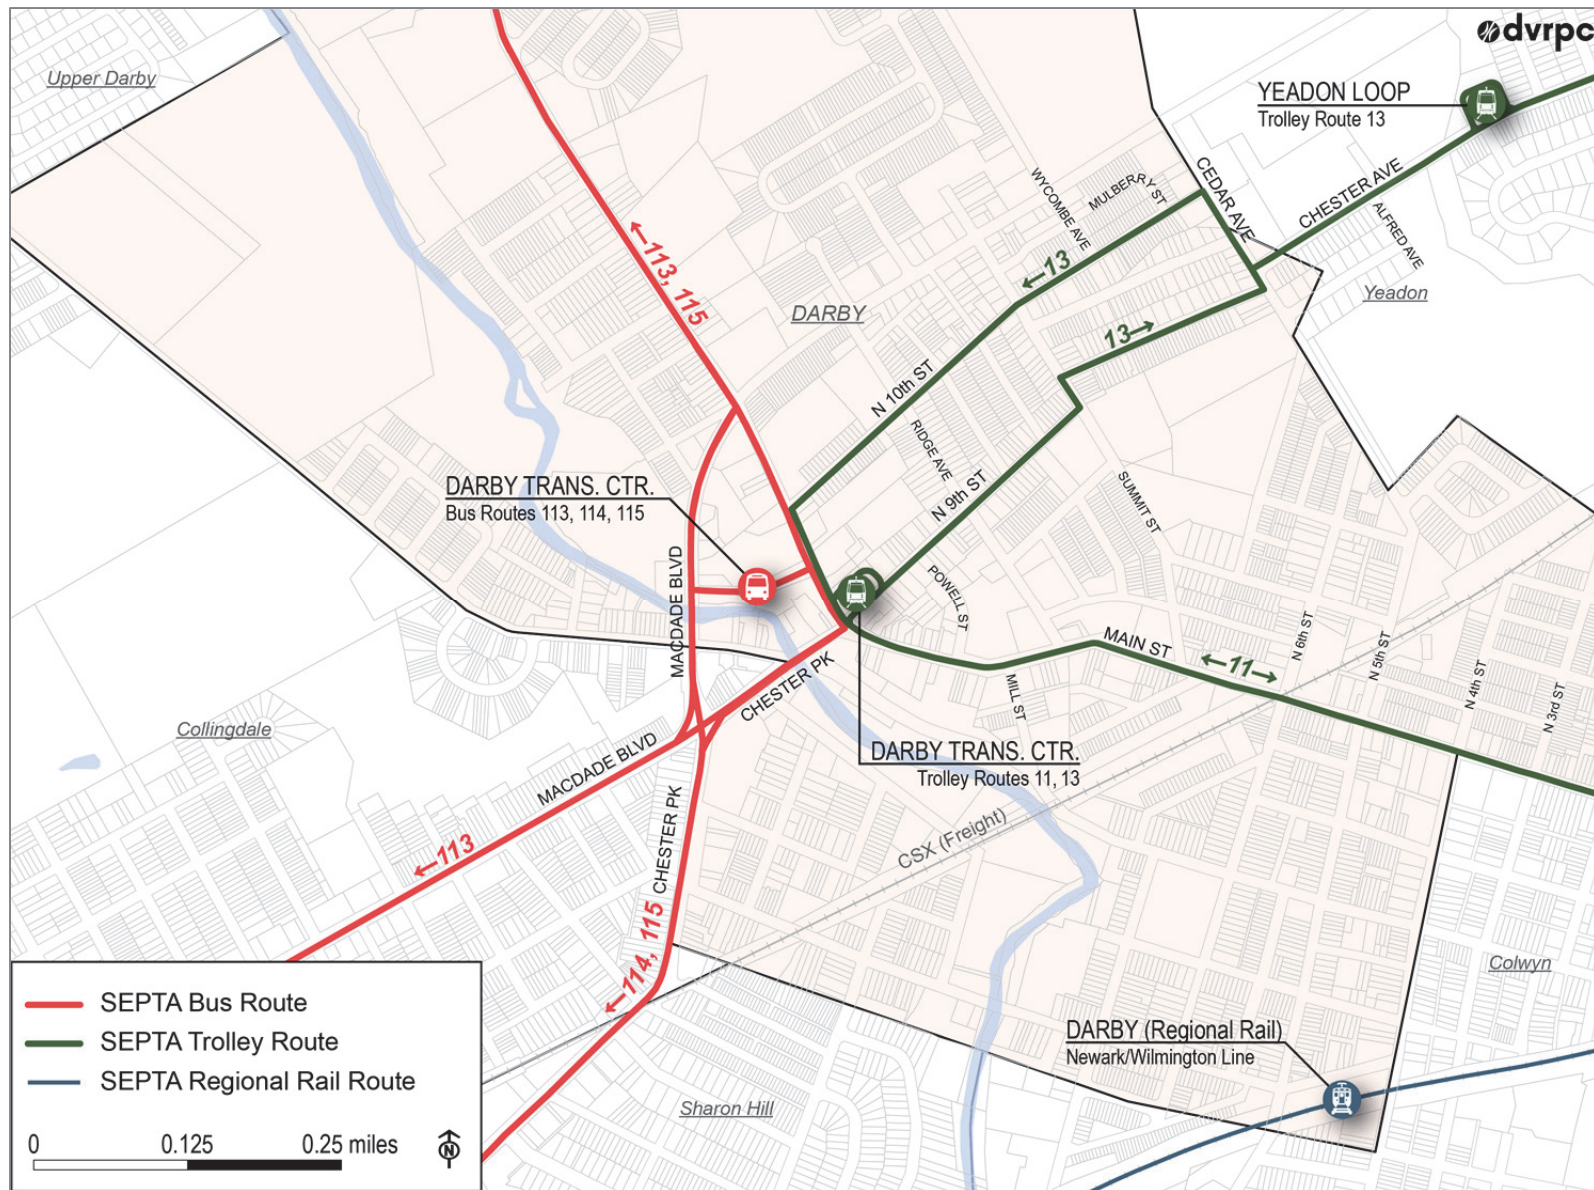 dvrpc
Upper Darby
YEADON LOOP
Trolley Route 13
WYCOMBE AVE
MULBERRY ST
CEDAR AVE
CHESTER AVE
ALFRED AVE
←113, 115
←13
DARBY
Yeadon
13→
N 10th ST
RIDGE AVE
N 9th ST
SUMMIT ST
DARBY TRANS. CTR.
Bus Routes 113, 114, 115
MACDADE BLVD
POWELL ST
MAIN ST
←11→
N 6th ST
N 5th ST
N 4th ST
N 3rd ST
MILL ST
CHESTER PK
Collingdale
DARBY TRANS. CTR.
Trolley Routes 11, 13
MACDADE BLVD
CHESTER PK
←113
CSX (Freight)
←114, 115
Colwyn
DARBY (Regional Rail)
Newark/Wilmington Line
Sharon Hill
SEPTA Bus Route
SEPTA Trolley Route
SEPTA Regional Rail Route
0 0.125 0.25 miles
N